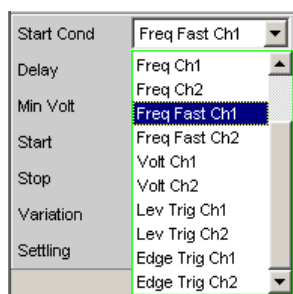 Start Cond Freq Fast Ch1
Delay
Min Volt
Start
Stop
Variation
Settling
Freq Ch1
Freq Ch2
Freq Fast Ch1
Freq Fast Ch2
Volt Ch1
Volt Ch2
Lev Trig Ch1
Lev Trig Ch2
Edge Trig Ch1
Edge Trig Ch2